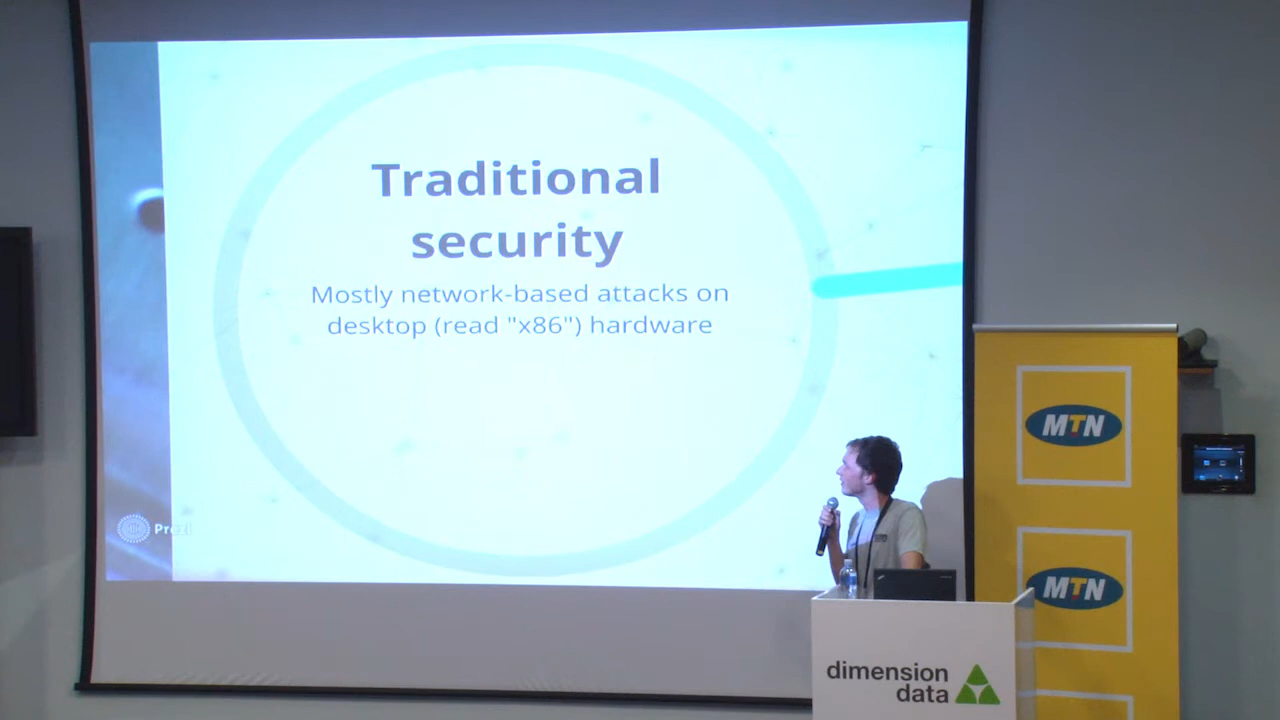 Traditional
security
Mostly network-based attacks on
desktop (read "x86") hardware
Prezi
MTN
MTN
dimension
data